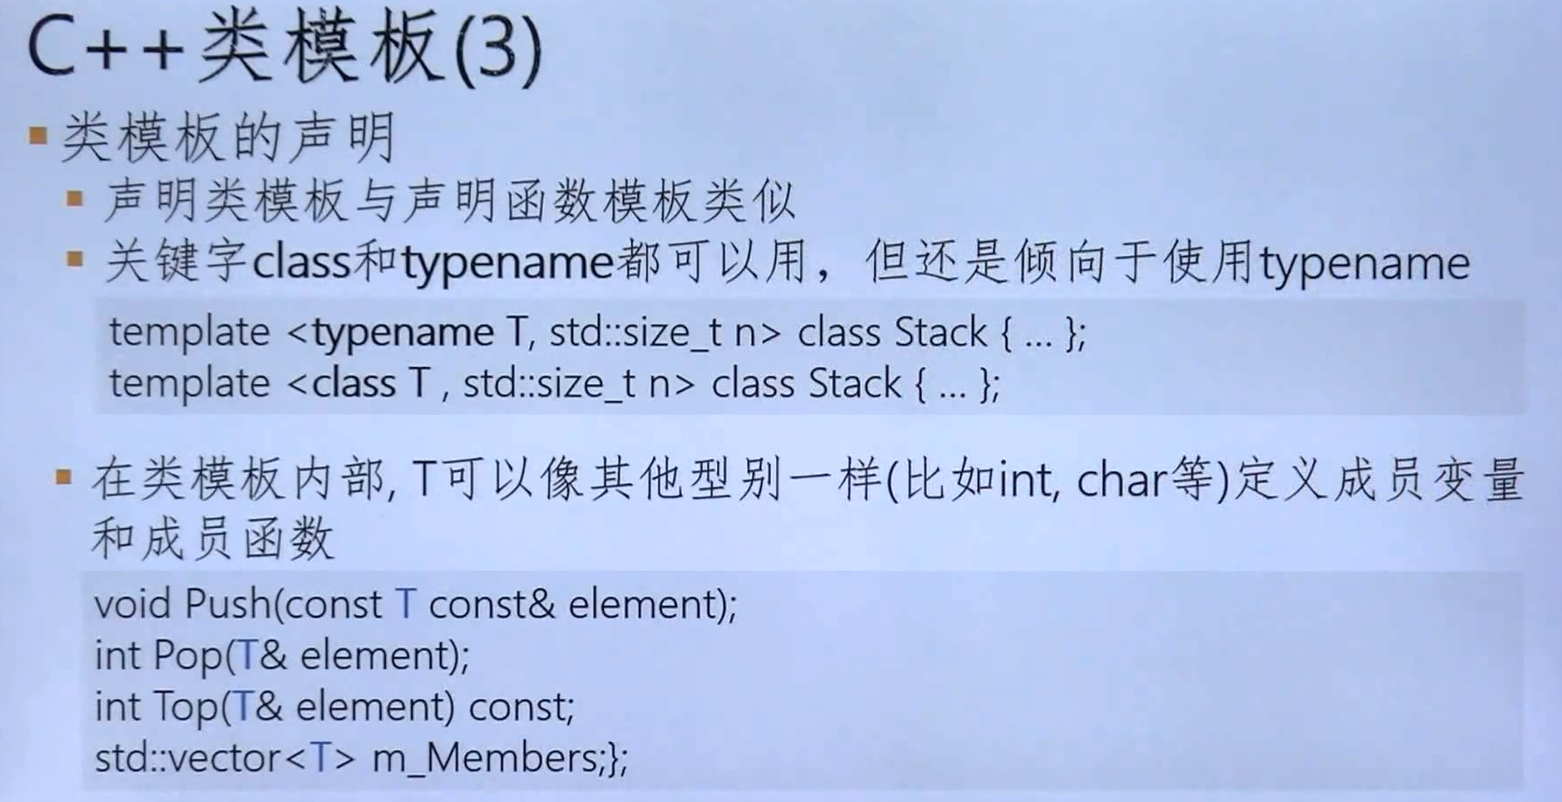 C++类模板(3)
类模板的声明
声明类模板与声明函数模板类似
关键字class和typename都可以用，但还是倾向于使用typename
template <typename T, std::size_t n> class Stack { ... };
template <class T , std::size_t n> class Stack { ... };
在类模板内部, T可以像其他型别一样(比如int, char等)定义成员变量
和成员函数
void Push(const T const& element);
int Pop(T& element);
int Top(T& element) const;
std::vector<T> m_Members;};